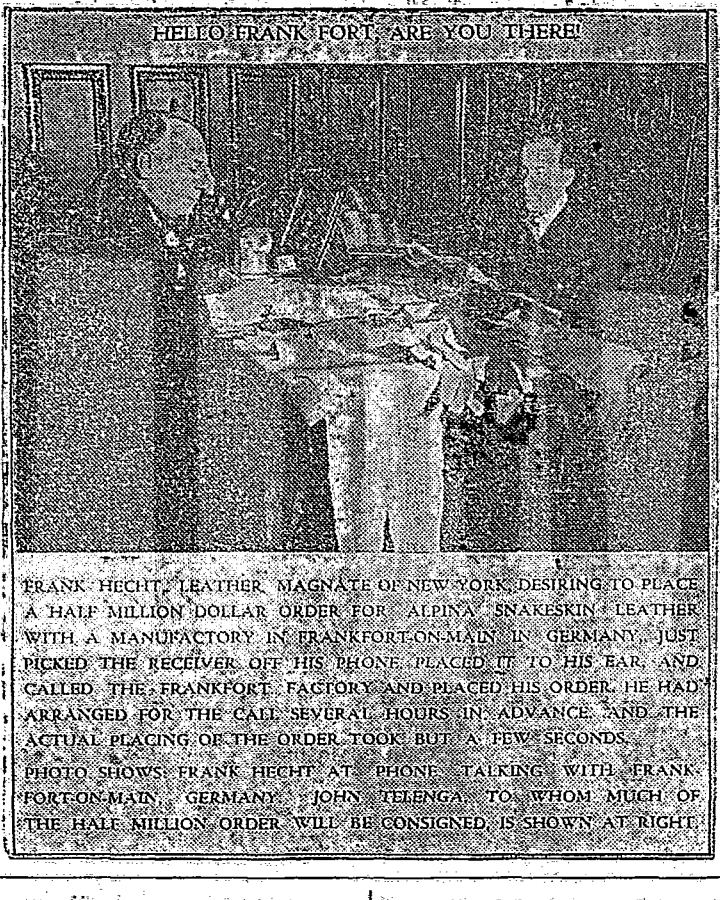 HELLO FRANK FORT, ARE YOU THERE!
FRANK HECHT, LEATHER MAGNATE OF NEW YORK, DESIRING TO PLACE
A HALF MILLION DOLLAR ORDER FOR ALPINA SNAKESKIN LEATHER
WITH A MANUFACTORY IN FRANKFORT-ON-MAIN IN GERMANY, JUST
PICKED THE RECEIVER OFF HIS PHONE, PLACED IT TO HIS EAR, AND
CALLED THE FRANKFORT FACTORY AND PLACED HIS ORDER. HE HAD
ARRANGED FOR THE CALL SEVERAL HOURS IN ADVANCE, AND THE
ACTUAL PLACING OF THE ORDER TOOK BUT A FEW SECONDS.
PHOTO SHOWS: FRANK HECHT AT PHONE TALKING WITH FRANK-
FORT-ON-MAIN, GERMANY. JOHN TELENGA, TO WHOM MUCH OF
THE HALF MILLION ORDER WILL BE CONSIGNED, IS SHOWN AT RIGHT.